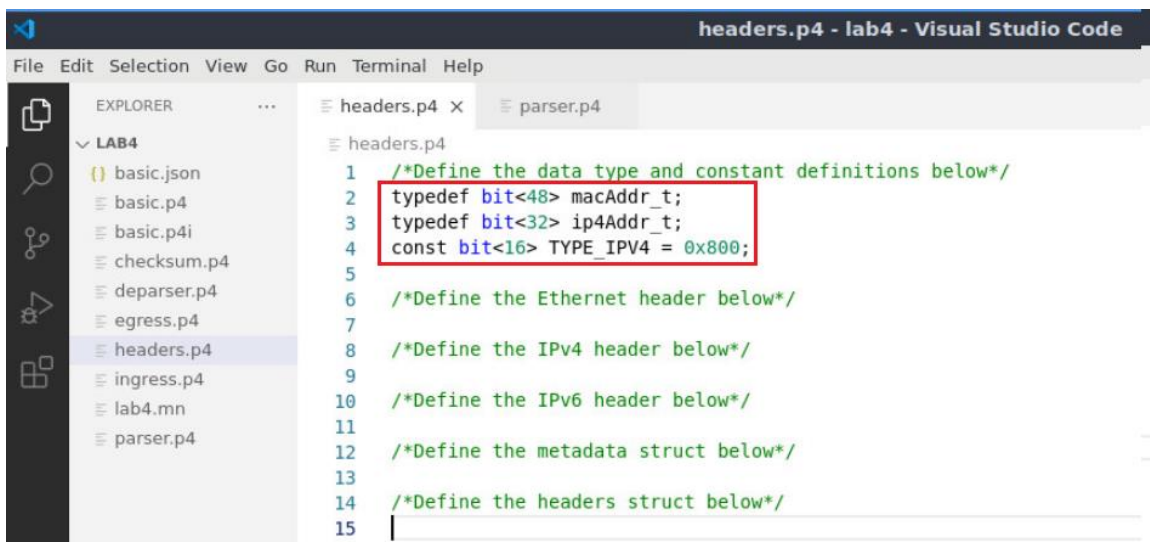 headers.p4 - lab4 - Visual Studio Code
File Edit Selection View Go Run Terminal Help
EXPLORER ...
LAB4
{} basic.json
basic.p4
basic.p4i
checksum.p4
deparser.p4
egress.p4
headers.p4
ingress.p4
lab4.mn
parser.p4
headers.p4 × parser.p4
headers.p4
1 /*Define the data type and constant definitions below*/
2 typedef bit<48> macAddr_t;
3 typedef bit<32> ip4Addr_t;
4 const bit<16> TYPE_IPV4 = 0x800;
5
6 /*Define the Ethernet header below*/
7
8 /*Define the IPv4 header below*/
9
10 /*Define the IPv6 header below*/
11
12 /*Define the metadata struct below*/
13
14 /*Define the headers struct below*/
15